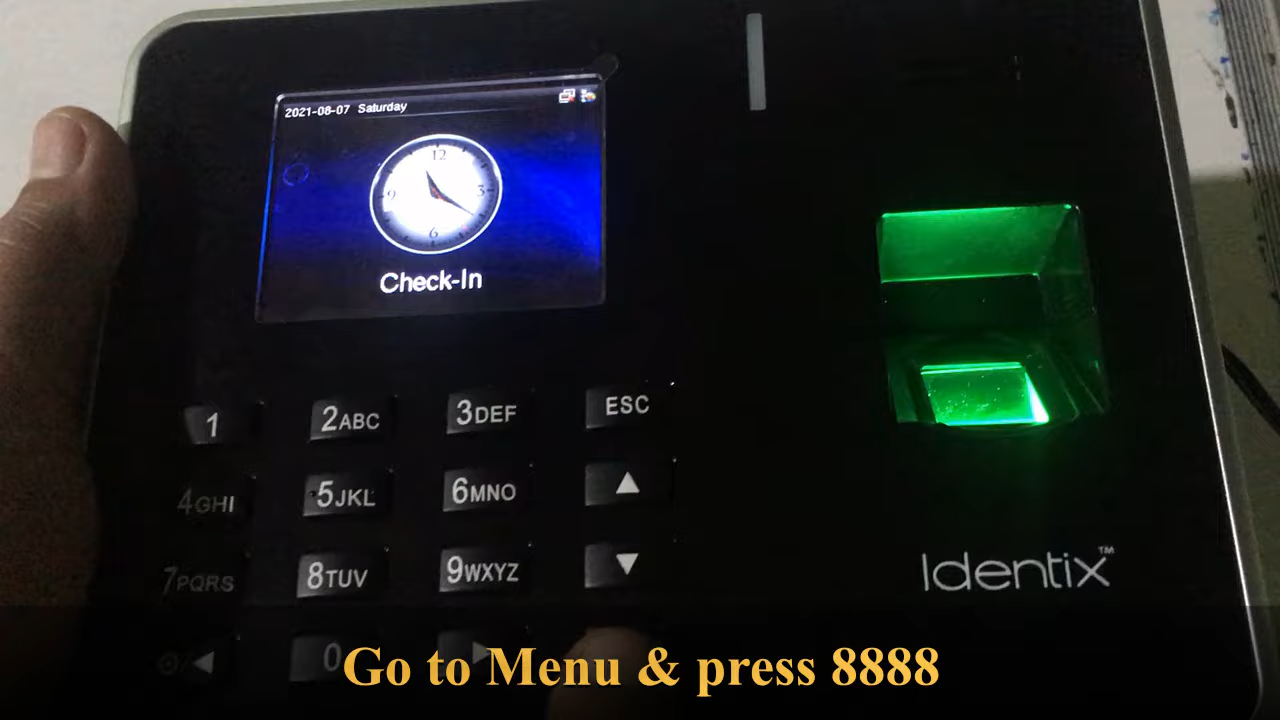 2021-08-07 Saturday
12
9 3
6
Check-In
1 2ABC 3DEF ESC
4GHI 5JKL 6MNO
7PQRS 8TUV 9WXYZ
0
Identix™
Go to Menu & press 8888